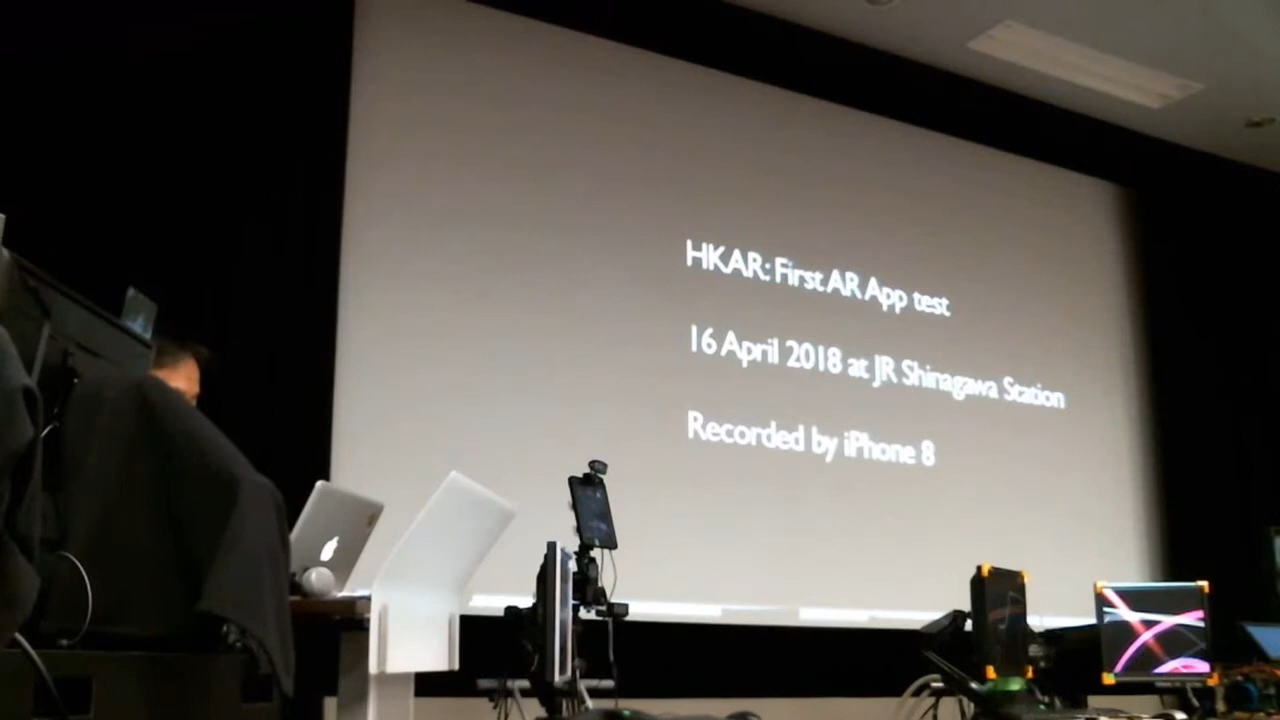 HKAR: First AR App test
16 April 2018 at JR Shinagawa Station
Recorded by iPhone 8